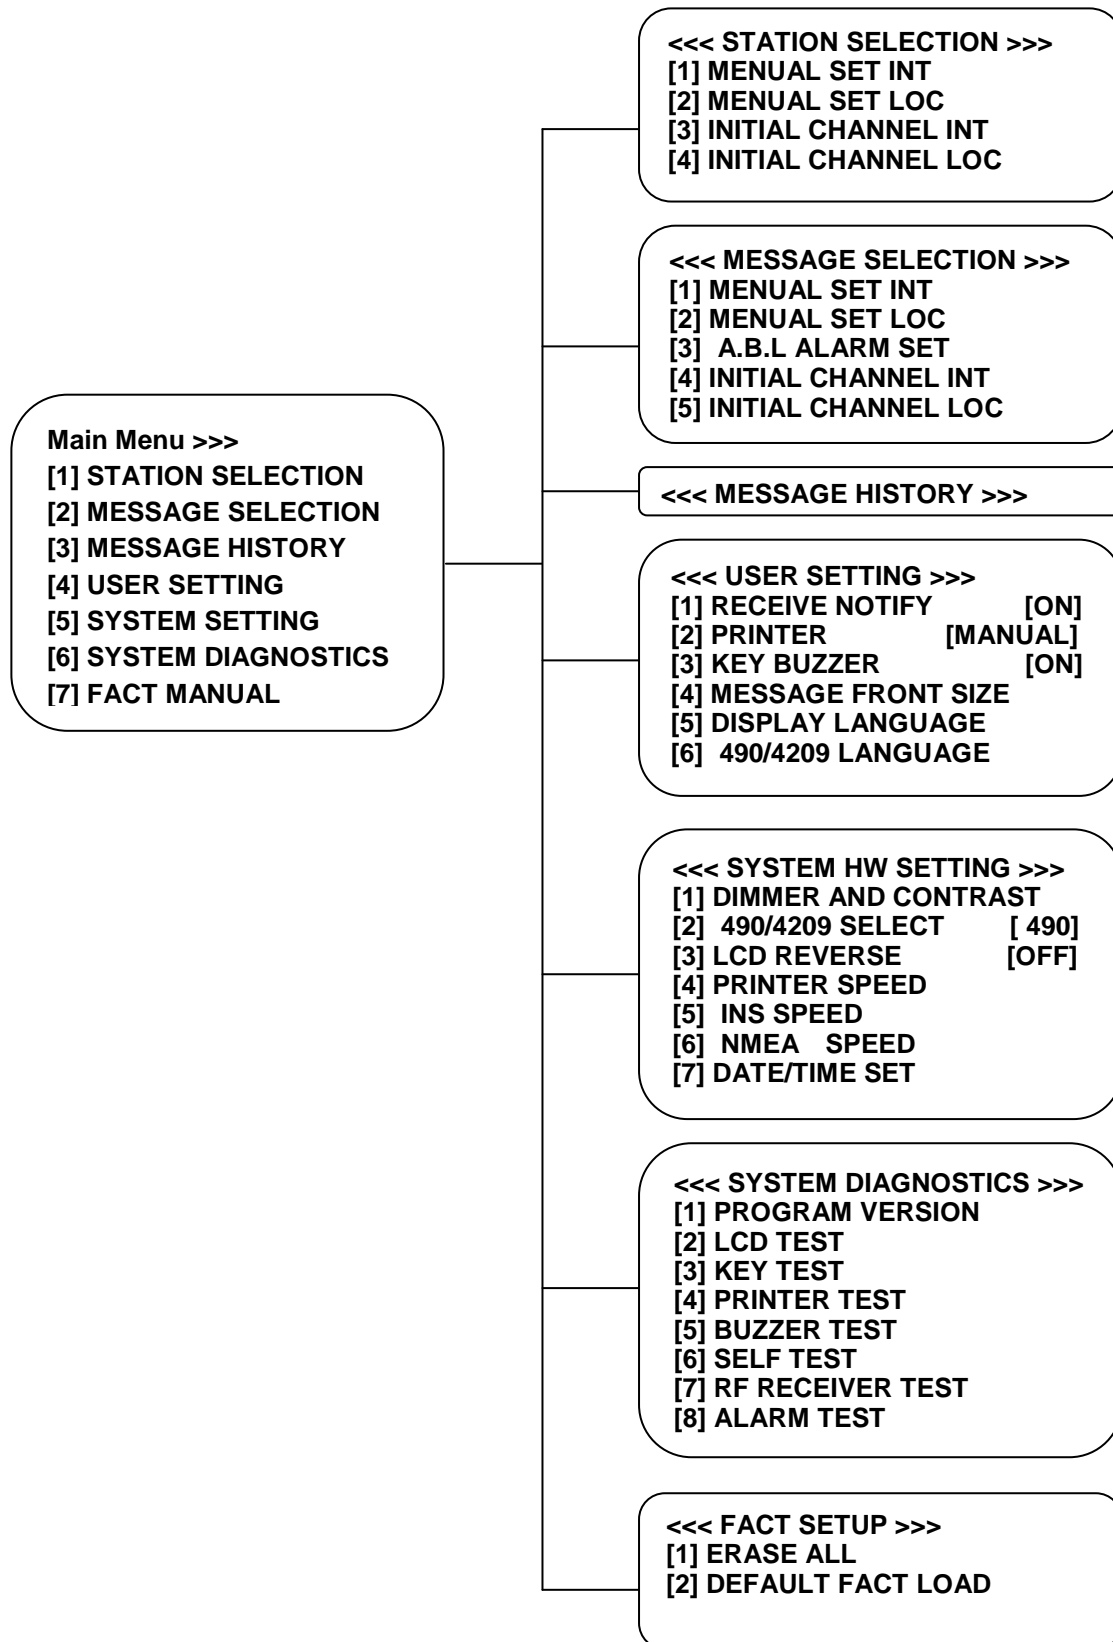 Main Menu >>>
[1] STATION SELECTION
[2] MESSAGE SELECTION
[3] MESSAGE HISTORY
[4] USER SETTING
[5] SYSTEM SETTING
[6] SYSTEM DIAGNOSTICS
[7] FACT MANUAL
<<< STATION SELECTION >>>
[1] MENUAL SET INT
[2] MENUAL SET LOC
[3] INITIAL CHANNEL INT
[4] INITIAL CHANNEL LOC
<<< MESSAGE SELECTION >>>
[1] MENUAL SET INT
[2] MENUAL SET LOC
[3] A.B.L ALARM SET
[4] INITIAL CHANNEL INT
[5] INITIAL CHANNEL LOC
<<< MESSAGE HISTORY >>>
<<< USER SETTING >>>
[1] RECEIVE NOTIFY [ON]
[2] PRINTER [MANUAL]
[3] KEY BUZZER [ON]
[4] MESSAGE FRONT SIZE
[5] DISPLAY LANGUAGE
[6] 490/4209 LANGUAGE
<<< SYSTEM HW SETTING >>>
[1] DIMMER AND CONTRAST
[2] 490/4209 SELECT [ 490]
[3] LCD REVERSE [OFF]
[4] PRINTER SPEED
[5] INS SPEED
[6] NMEA SPEED
[7] DATE/TIME SET
<<< SYSTEM DIAGNOSTICS >>>
[1] PROGRAM VERSION
[2] LCD TEST
[3] KEY TEST
[4] PRINTER TEST
[5] BUZZER TEST
[6] SELF TEST
[7] RF RECEIVER TEST
[8] ALARM TEST
<<< FACT SETUP >>>
[1] ERASE ALL
[2] DEFAULT FACT LOAD